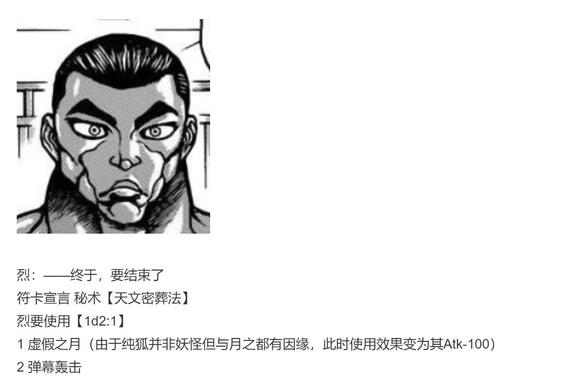 烈：——终于，要结束了
符卡宣言 秘术【天文密葬法】
烈要使用【1d2:1】
1 虚假之月（由于纯狐并非妖怪但与月之都有因缘，此时使用效果变为其Atk-100）
2 弹幕轰击